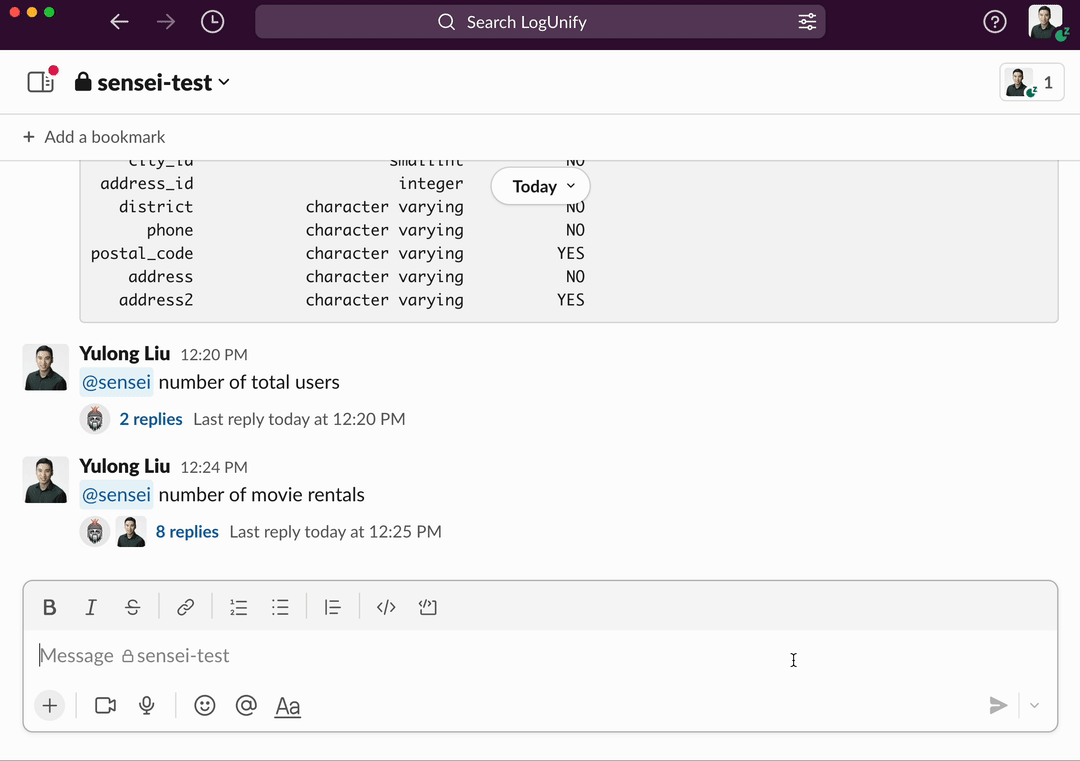 Search LogUnify
sensei-test
1
+ Add a bookmark
city_id smallint NO
address_id integer
Today
district character varying NO
phone character varying NO
postal_code character varying YES
address character varying NO
address2 character varying YES
Yulong Liu 12:20 PM
@sensei number of total users
2 replies Last reply today at 12:20 PM
Yulong Liu 12:24 PM
@sensei number of movie rentals
8 replies Last reply today at 12:25 PM
Message sensei-test
Aa